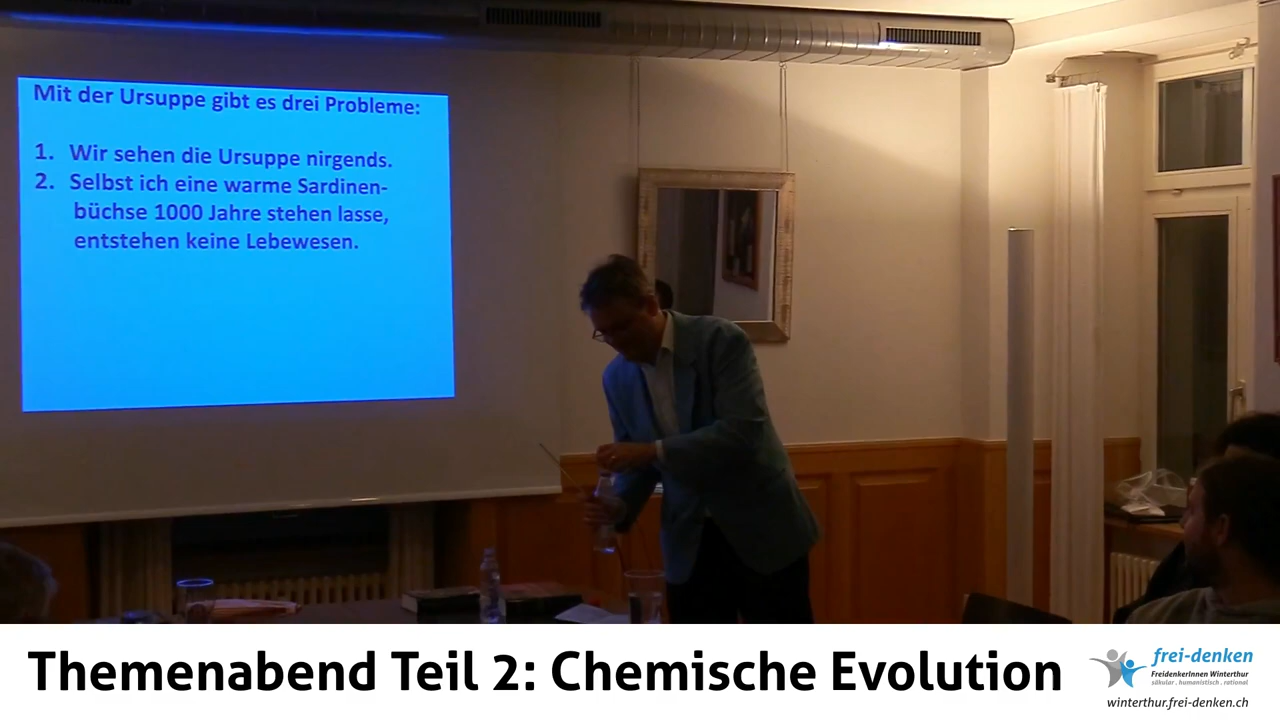 Mit der Ursuppe gibt es drei Probleme:
1. Wir sehen die Ursuppe nirgends.
2. Selbst ich eine warme Sardinen-
büchse 1000 Jahre stehen lasse,
entstehen keine Lebewesen.
Themenabend Teil 2: Chemische Evolution
frei-denken
FreidenkerInnen Winterthur
säkular . humanistisch . rational
winterthur.frei-denken.ch